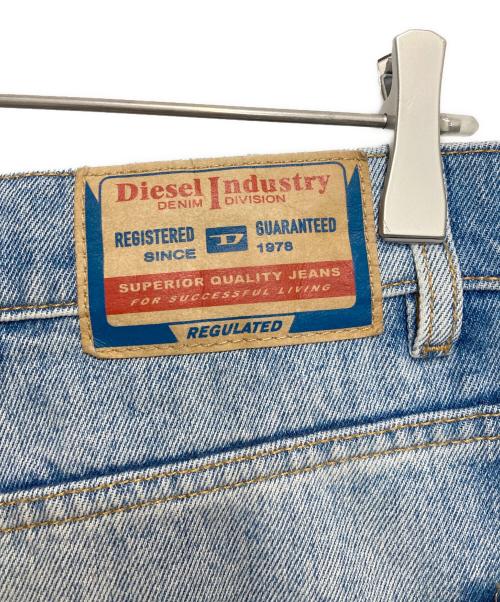 Diesel Industry
DENIM DIVISION
REGISTERED D GUARANTEED
SINCE 1978
SUPERIOR QUALITY JEANS
FOR SUCCESSFUL LIVING
REGULATED